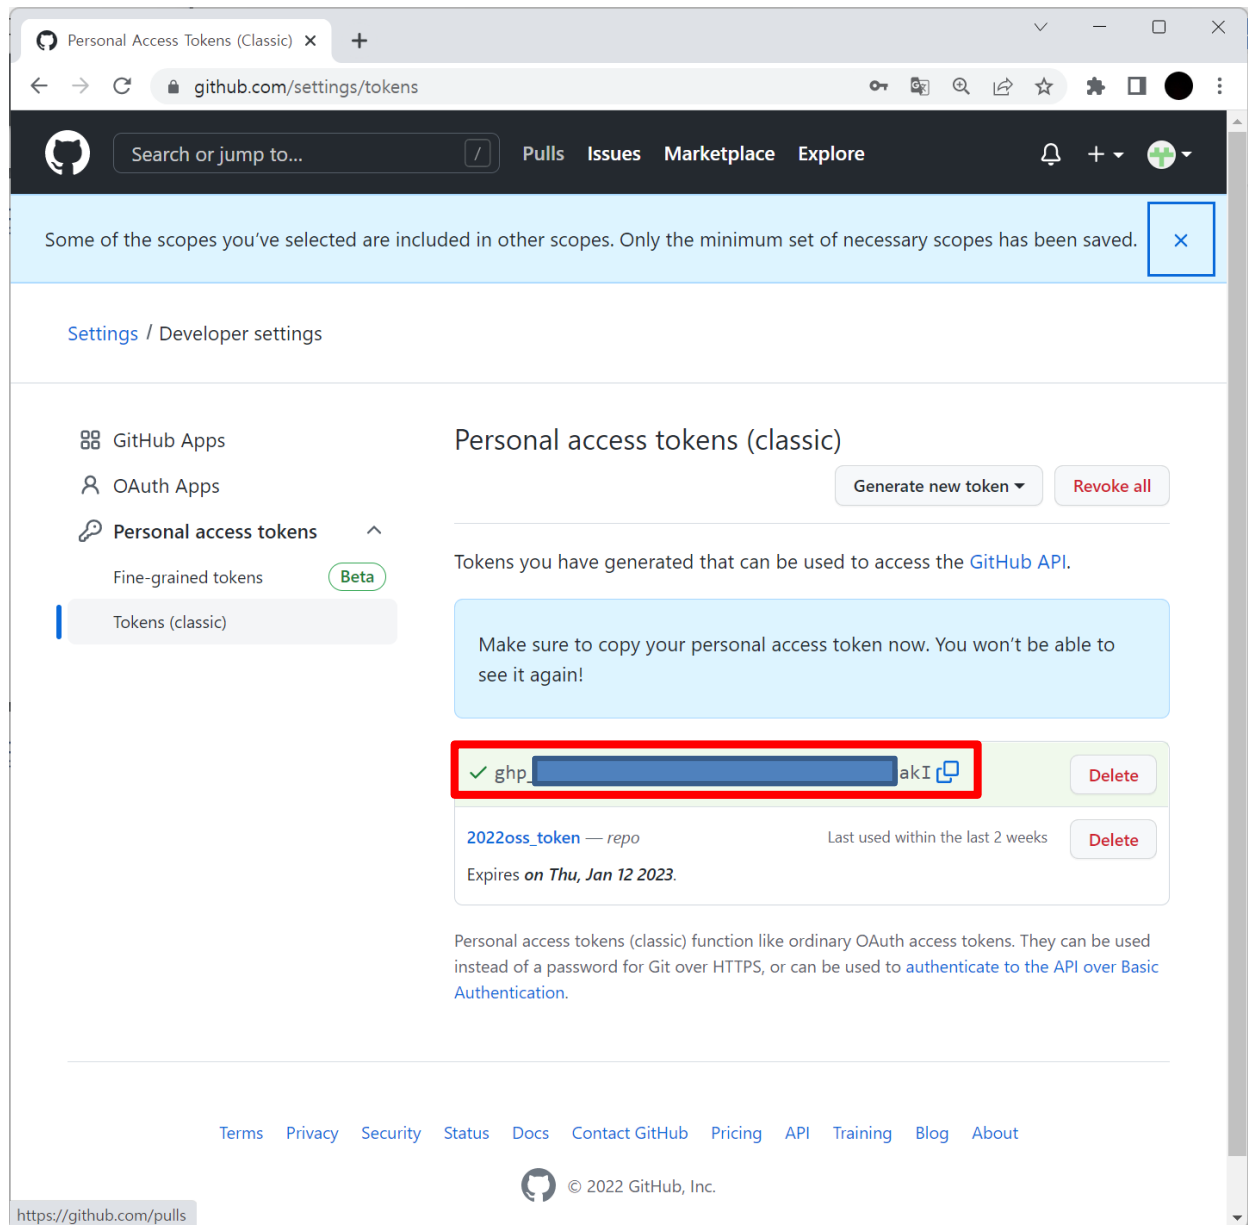 Personal Access Tokens (Classic)
github.com/settings/tokens
Search or jump to... /
Pulls Issues Marketplace Explore
Some of the scopes you've selected are included in other scopes. Only the minimum set of necessary scopes has been saved.
Settings / Developer settings
GitHub Apps
OAuth Apps
Personal access tokens
Fine-grained tokens Beta
Tokens (classic)
Personal access tokens (classic)
Generate new token Revoke all
Tokens you have generated that can be used to access the GitHub API.
Make sure to copy your personal access token now. You won't be able to
see it again!
ghp_ akI Delete
2022oss_token — repo Last used within the last 2 weeks Delete
Expires on Thu, Jan 12 2023.
Personal access tokens (classic) function like ordinary OAuth access tokens. They can be used
instead of a password for Git over HTTPS, or can be used to authenticate to the API over Basic
Authentication.
Terms Privacy Security Status Docs Contact GitHub Pricing API Training Blog About
© 2022 GitHub, Inc.
https://github.com/pulls